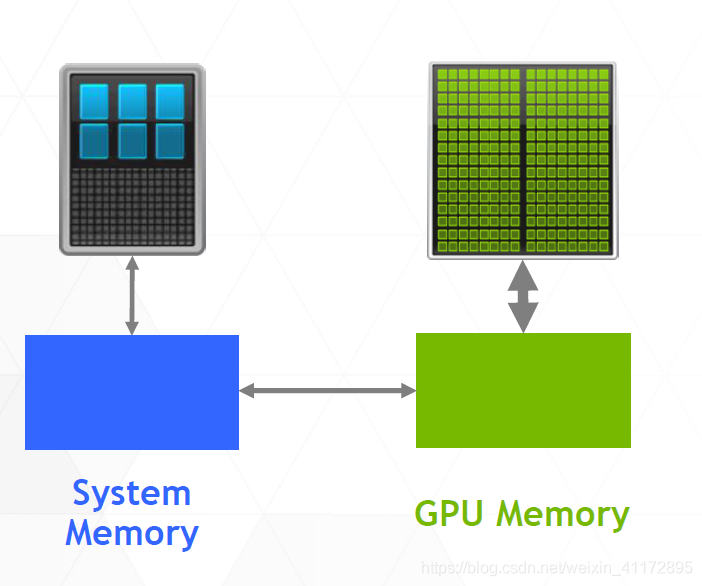 System
Memory
GPU Memory
https://blog.csdn.net/weixin_41172895